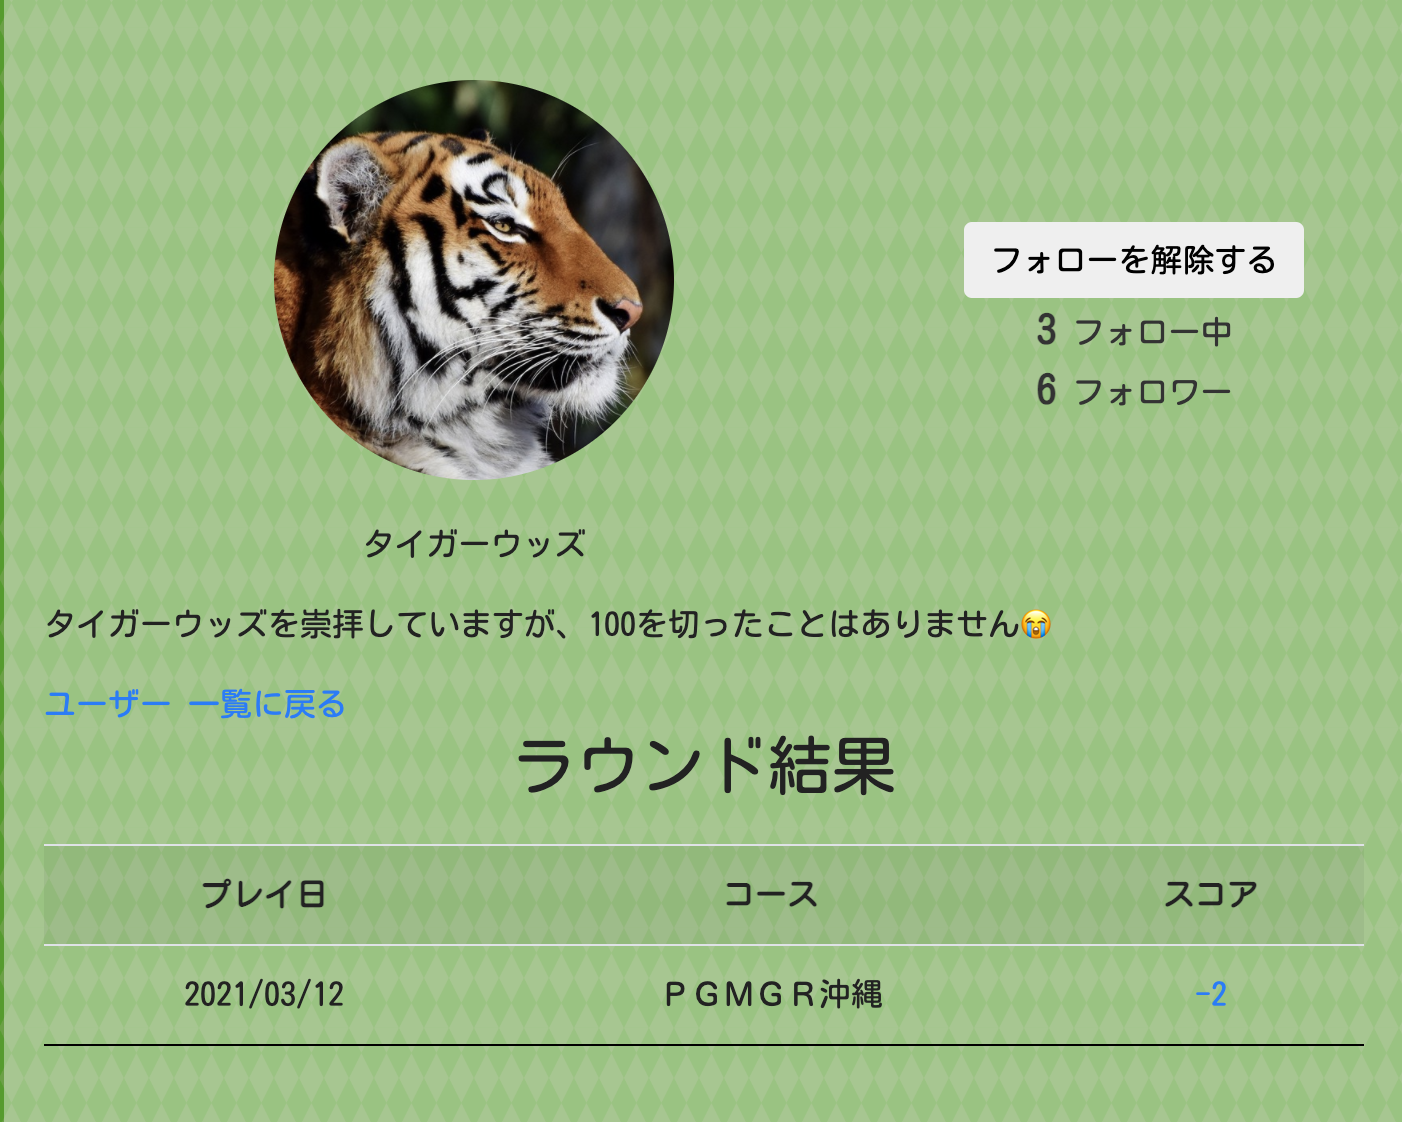 フォローを解除する
3 フォロー中
6 フォロワー
タイガーウッズ
タイガーウッズを崇拝していますが、100を切ったことはありません😭
ユーザー 一覧に戻る
ラウンド結果
プレイ日 コース スコア
2021/03/12 ＰＧＭＧＲ沖縄 -2